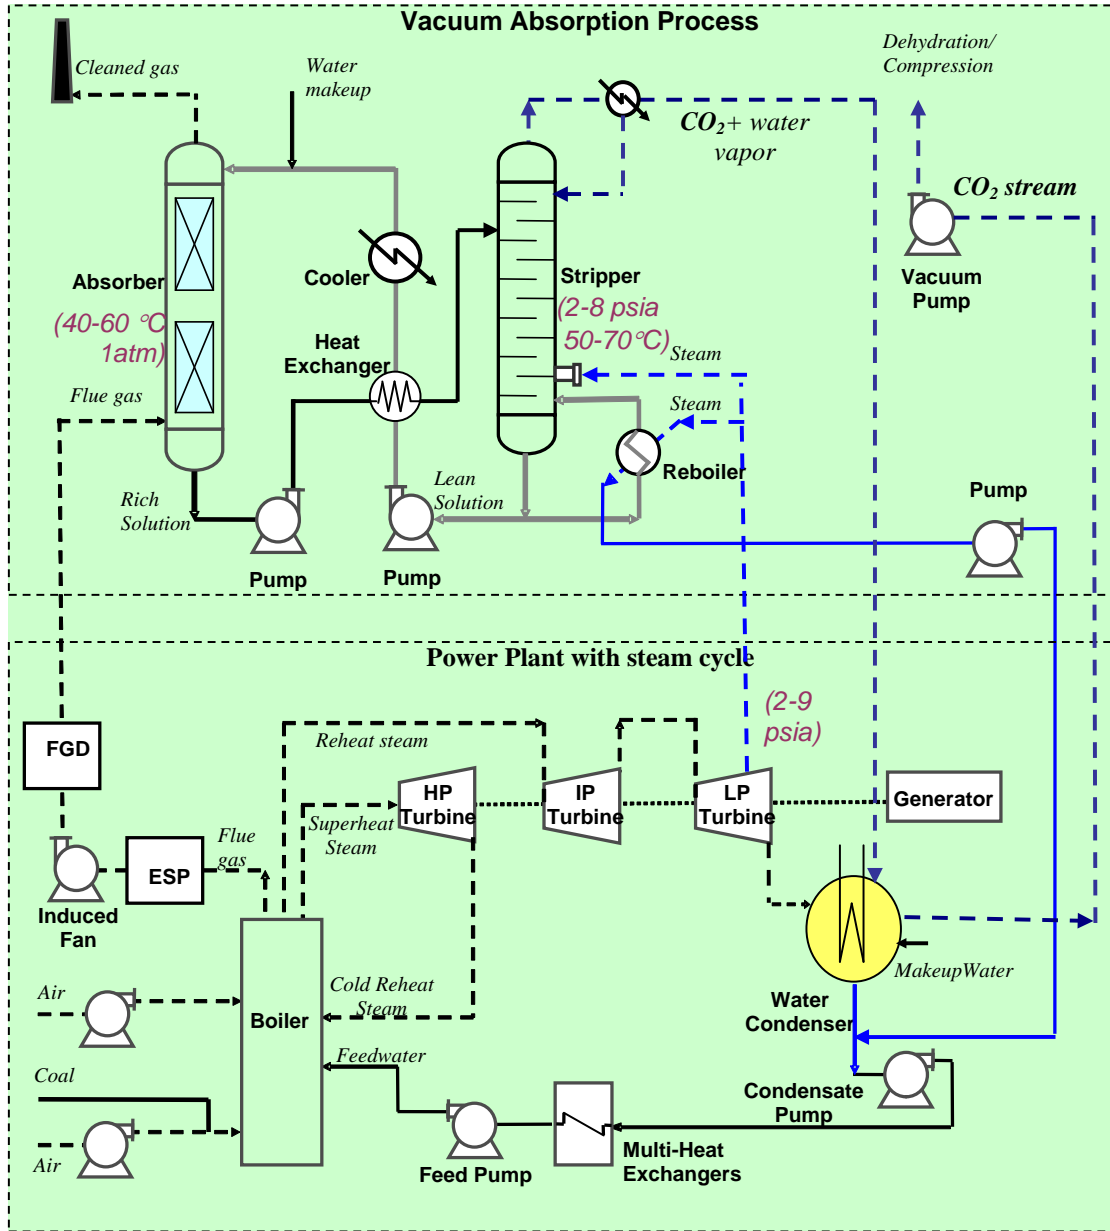 Vacuum Absorption Process
Cleaned gas
Water
makeup
Dehydration/
Compression
CO2+ water
vapor
CO2 stream
Vacuum
Pump
Absorber
(40-60 °C
1atm)
Cooler
Heat
Exchanger
Stripper
(2-8 psia
50-70°C)
Steam
Steam
Flue gas
Reboiler
Rich
Solution
Lean
Solution
Pump
Pump
Pump
Power Plant with steam cycle
(2-9
psia)
FGD
Reheat steam
HP
Turbine
IP
Turbine
LP
Turbine
Generator
Superheat
Steam
Flue
gas
ESP
Induced
Fan
Air
Boiler
Cold Reheat
Steam
MakeupWater
Water
Condenser
Feedwater
Coal
Air
Condensate
Pump
Feed Pump
Multi-Heat
Exchangers